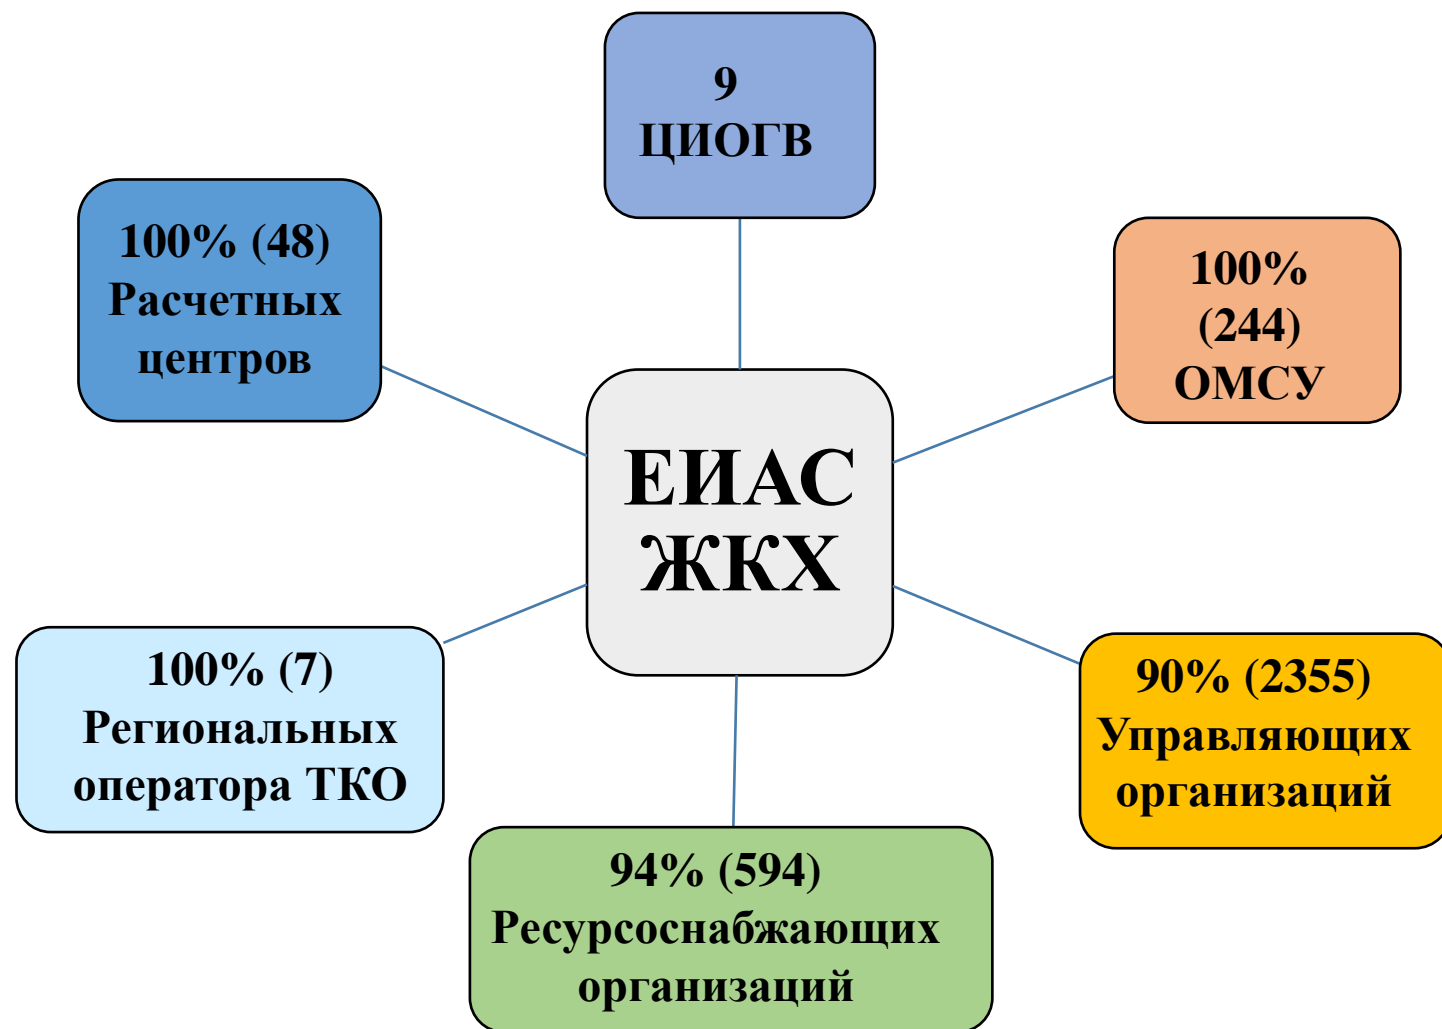 9
ЦИОГВ
100% (48)
Расчетных
центров
100%
(244)
ОМСУ
ЕИАС
ЖКХ
100% (7)
Региональных
оператора ТКО
90% (2355)
Управляющих
организаций
94% (594)
Ресурсоснабжающих
организаций